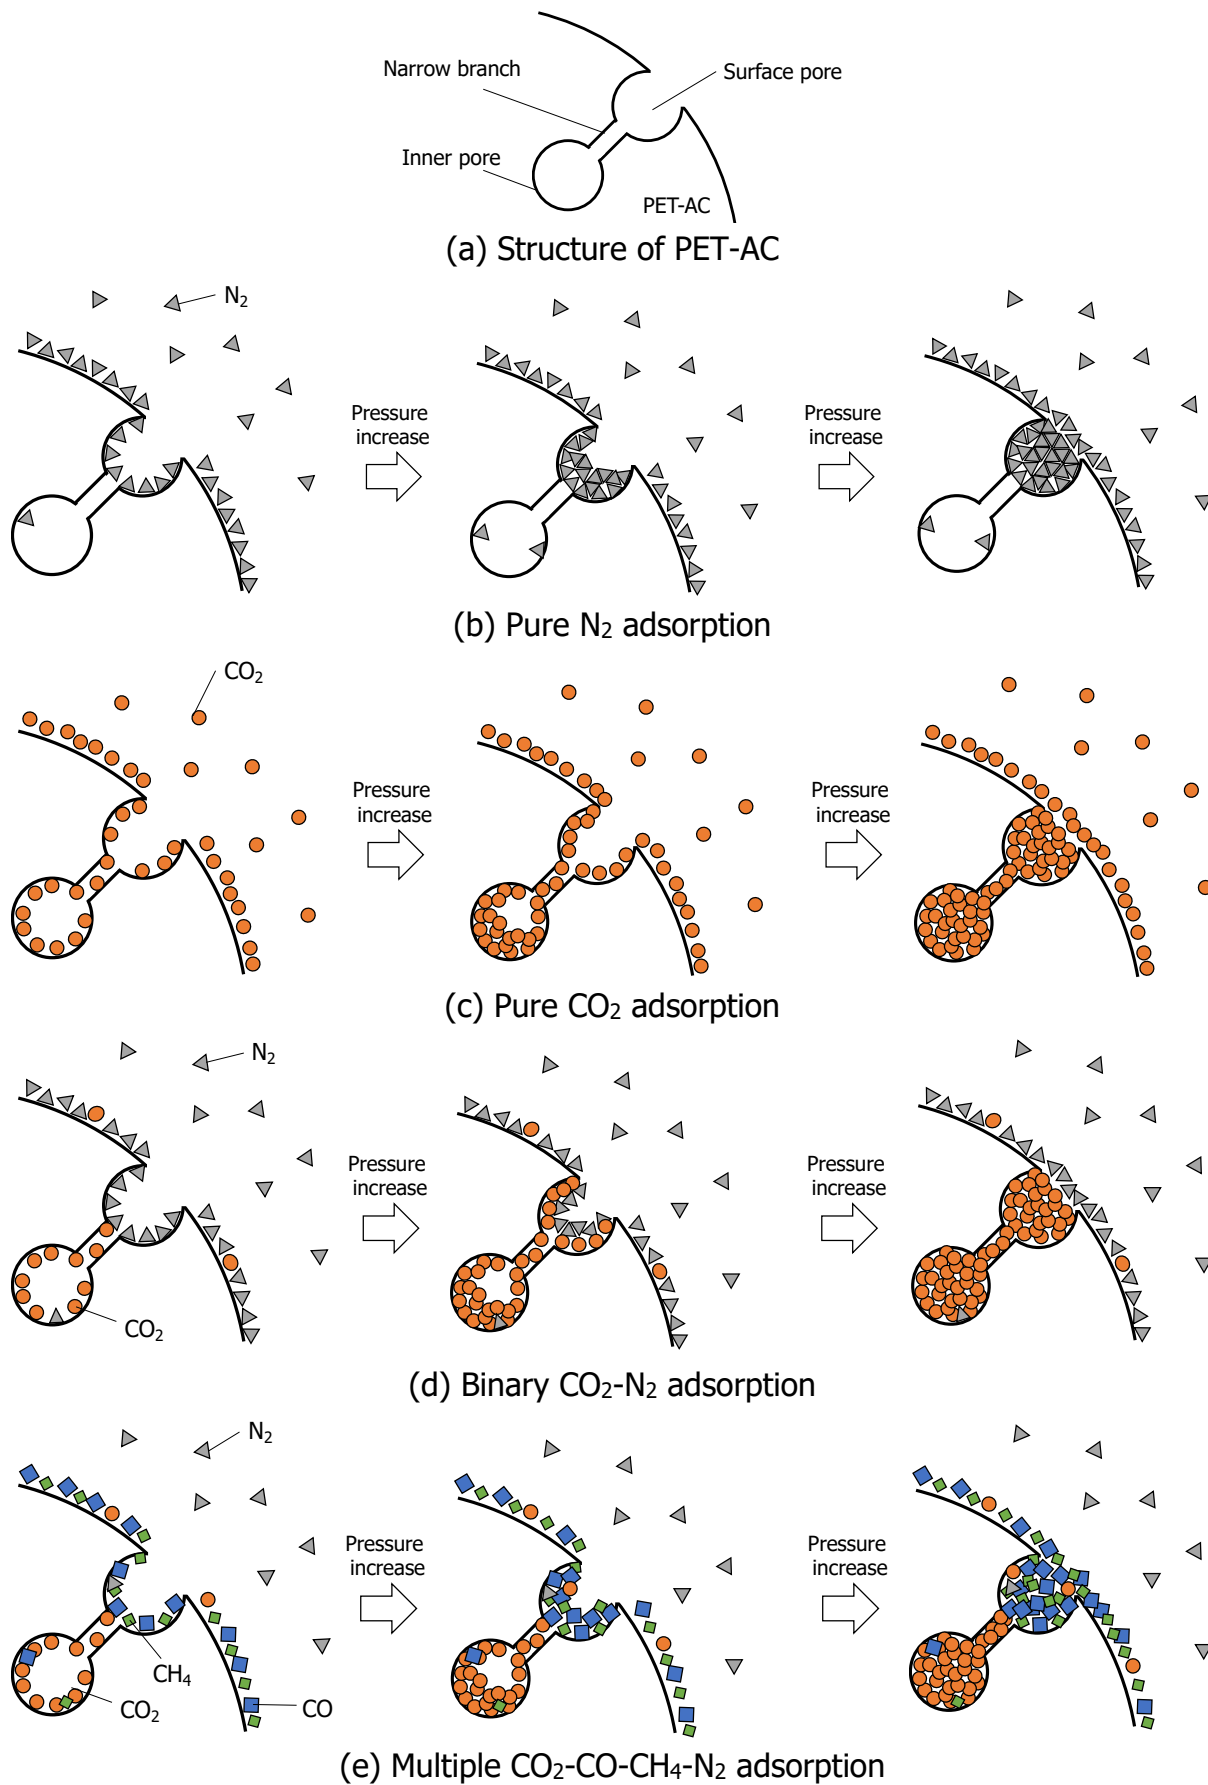 Narrow branch
Surface pore
Inner pore
PET-AC
(a) Structure of PET-AC
N₂
Pressure
increase
Pressure
increase
(b) Pure N₂ adsorption
CO₂
Pressure
increase
Pressure
increase
(c) Pure CO₂ adsorption
N₂
Pressure
increase
Pressure
increase
CO₂
(d) Binary CO₂-N₂ adsorption
N₂
Pressure
increase
Pressure
increase
CH₄
CO₂
CO
(e) Multiple CO₂-CO-CH₄-N₂ adsorption